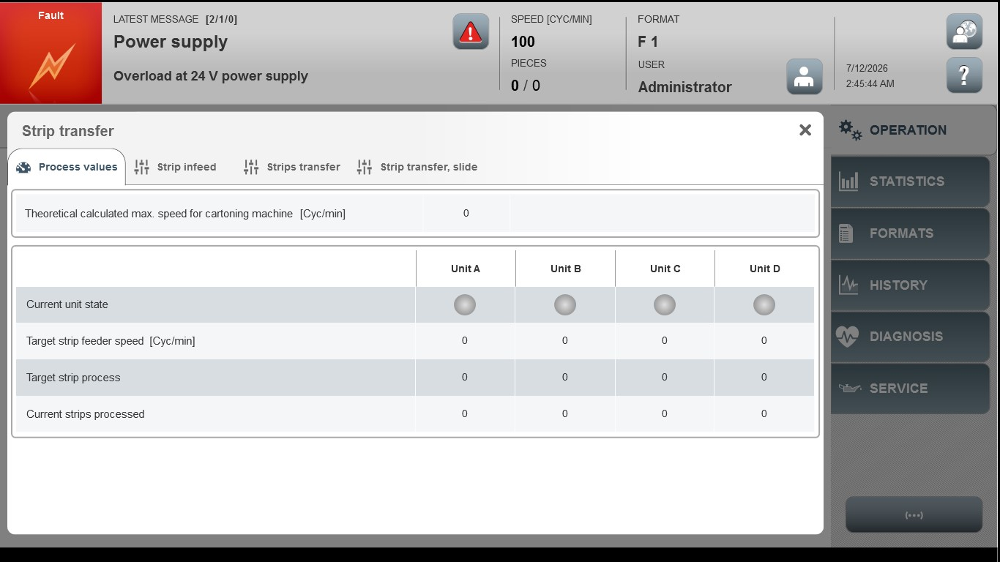 Fault
LATEST MESSAGE [2/1/0]
Power supply
Overload at 24 V power supply
SPEED [CYC/MIN]
100
PIECES
0 / 0
FORMAT
F 1
USER
Administrator
7/12/2026
2:45:44 AM
?
Strip transfer
Process values
Strip infeed
Strips transfer
Strip transfer, slide
Theoretical calculated max. speed for cartoning machine [Cyc/min] 0
Unit A Unit B Unit C Unit D
Current unit state
Target strip feeder speed [Cyc/min] 0 0 0 0
Target strip process 0 0 0 0
Current strips processed 0 0 0 0
OPERATION
STATISTICS
FORMATS
HISTORY
DIAGNOSIS
SERVICE
(•••)